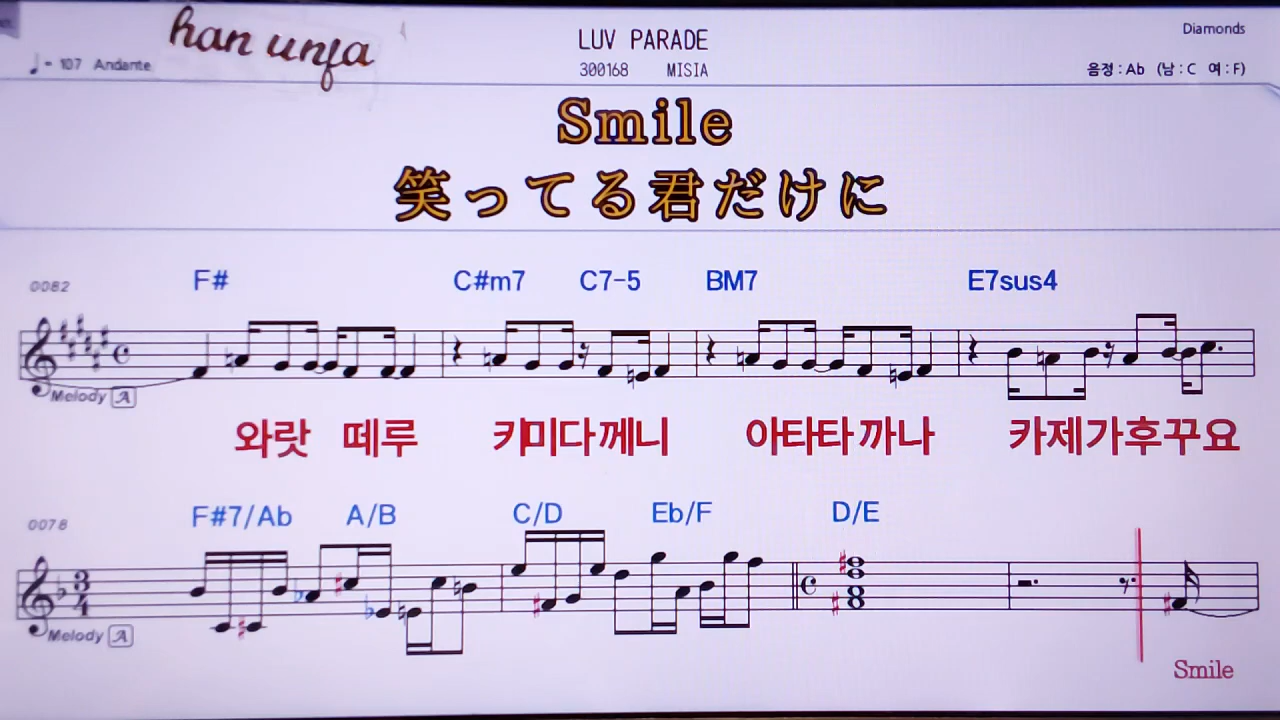 han unja
LUV PARADE
Diamonds
♩= 107 Andante
300168 MISIA
음정 : Ab (남 : C 여 : F)
Smile
笑ってる君だけに
0082
F# C#m7 C7-5 BM7 E7sus4
Melody A
와랏 떼루 키미다께니 아타타까나 카제가후꾸요
0078
F#7/Ab A/B C/D Eb/F D/E
3/4
Melody A
Smile